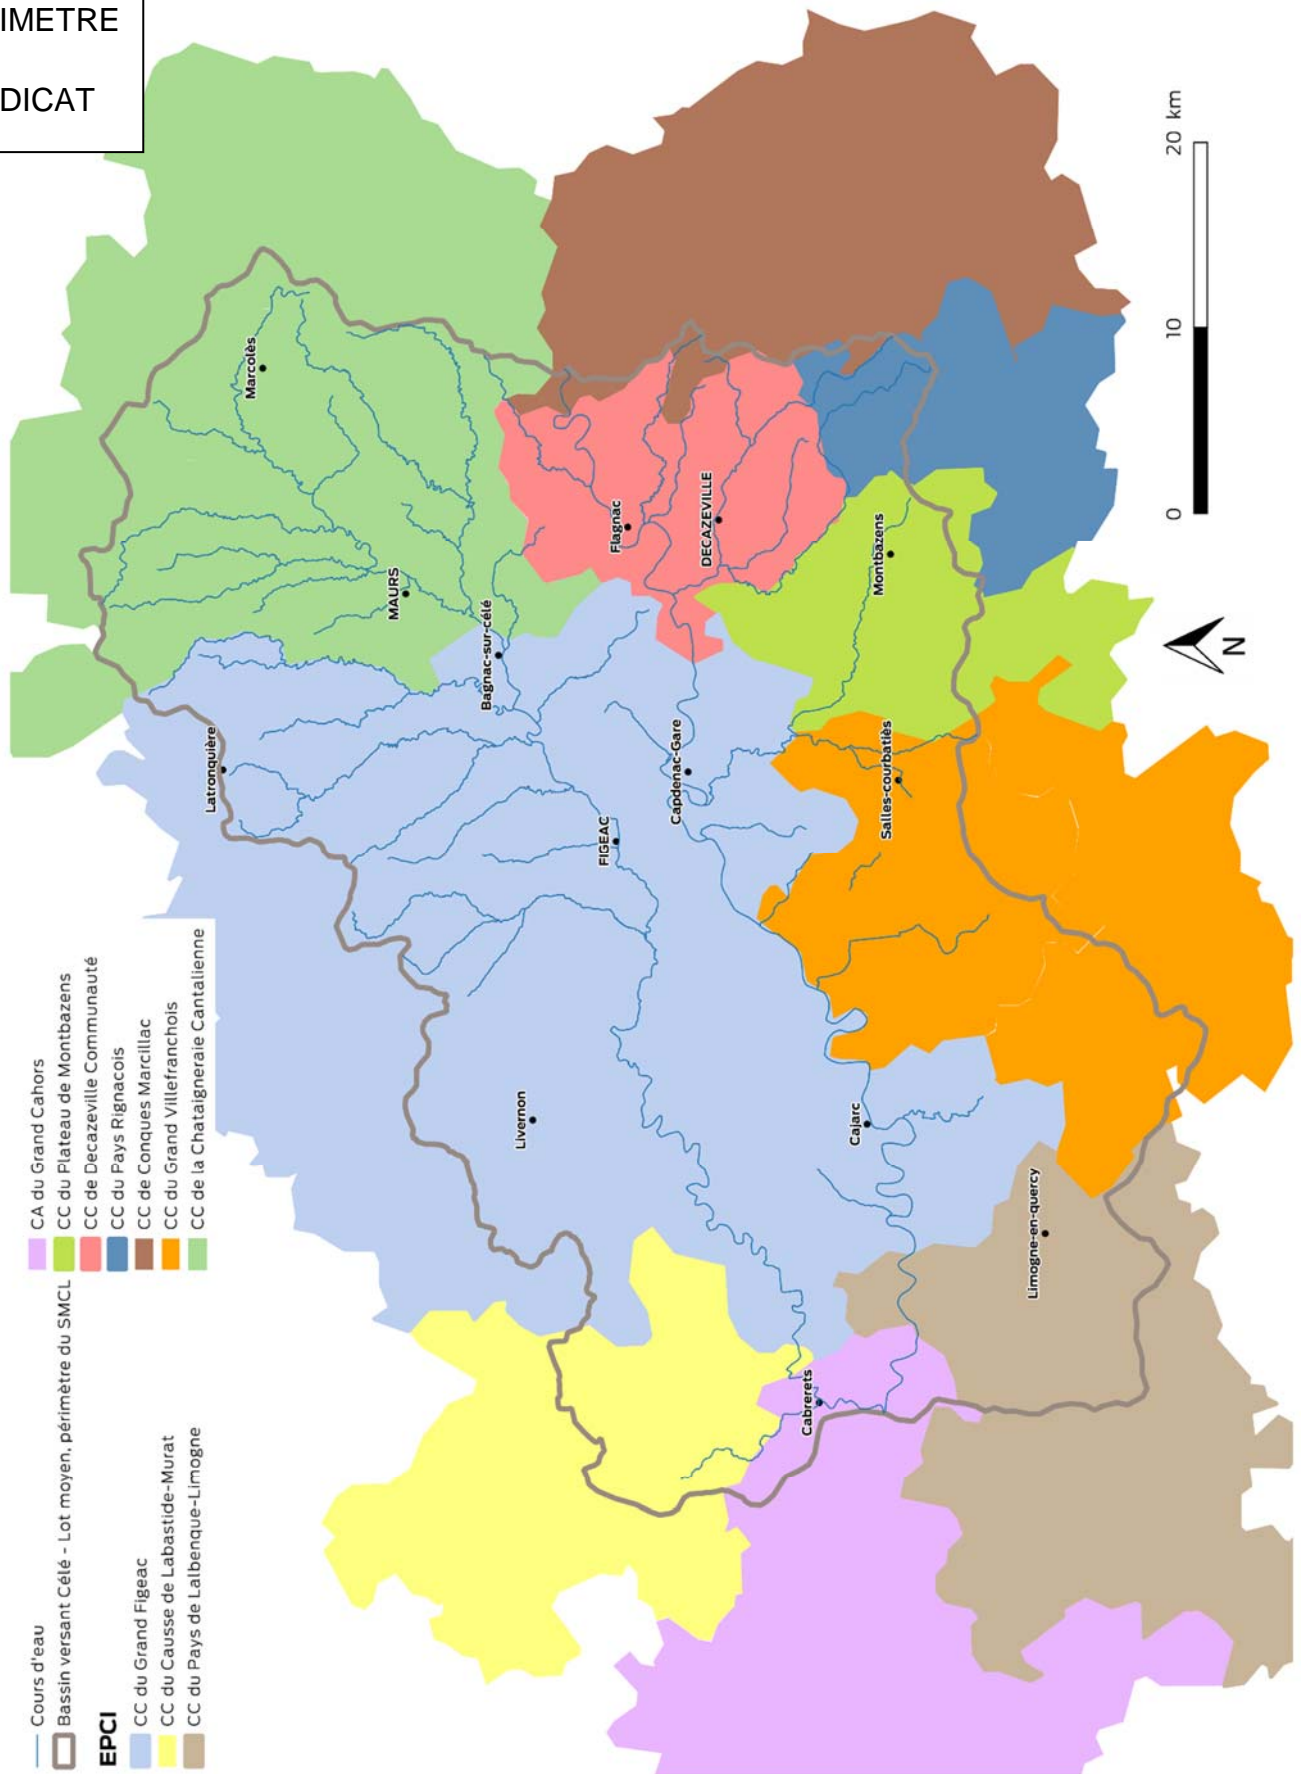 IMETRE
DICAT
Cours d'eau
Bassin versant Célé - Lot moyen, périmètre du SMCL
EPCI
CC du Grand Figeac
CC du Causse de Labastide-Murat
CC du Pays de Lalbenque-Limogne
CA du Grand Cahors
CC du Plateau de Montbazens
CC de Decazeville Communauté
CC du Pays Rignacois
CC de Conques Marcillac
CC du Grand Villefranchois
CC de la Chataigneraie Cantalienne
Latronquière
Marcolès
MAURS
Bagnac-sur-célé
Livernon
FIGEAC
Flagnac
Capdenac-Gare
DECAZEVILLE
Cabrerets
Cajarc
Salles-courbatiès
Montbazens
Limogne-en-quercy
N
0 10 20 km